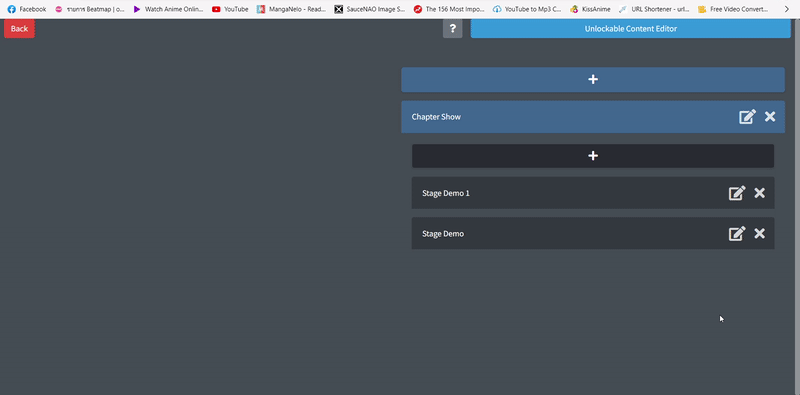 Facebook
รายการ Beatmap | o...
Watch Anime Onlin...
YouTube
MangaNelo - Read...
SauceNAO Image S...
The 156 Most Impo...
YouTube to Mp3 C...
KissAnime
URL Shortener - url...
Free Video Convert...
Back
?
Unlockable Content Editor
+
Chapter Show
+
Stage Demo 1
Stage Demo